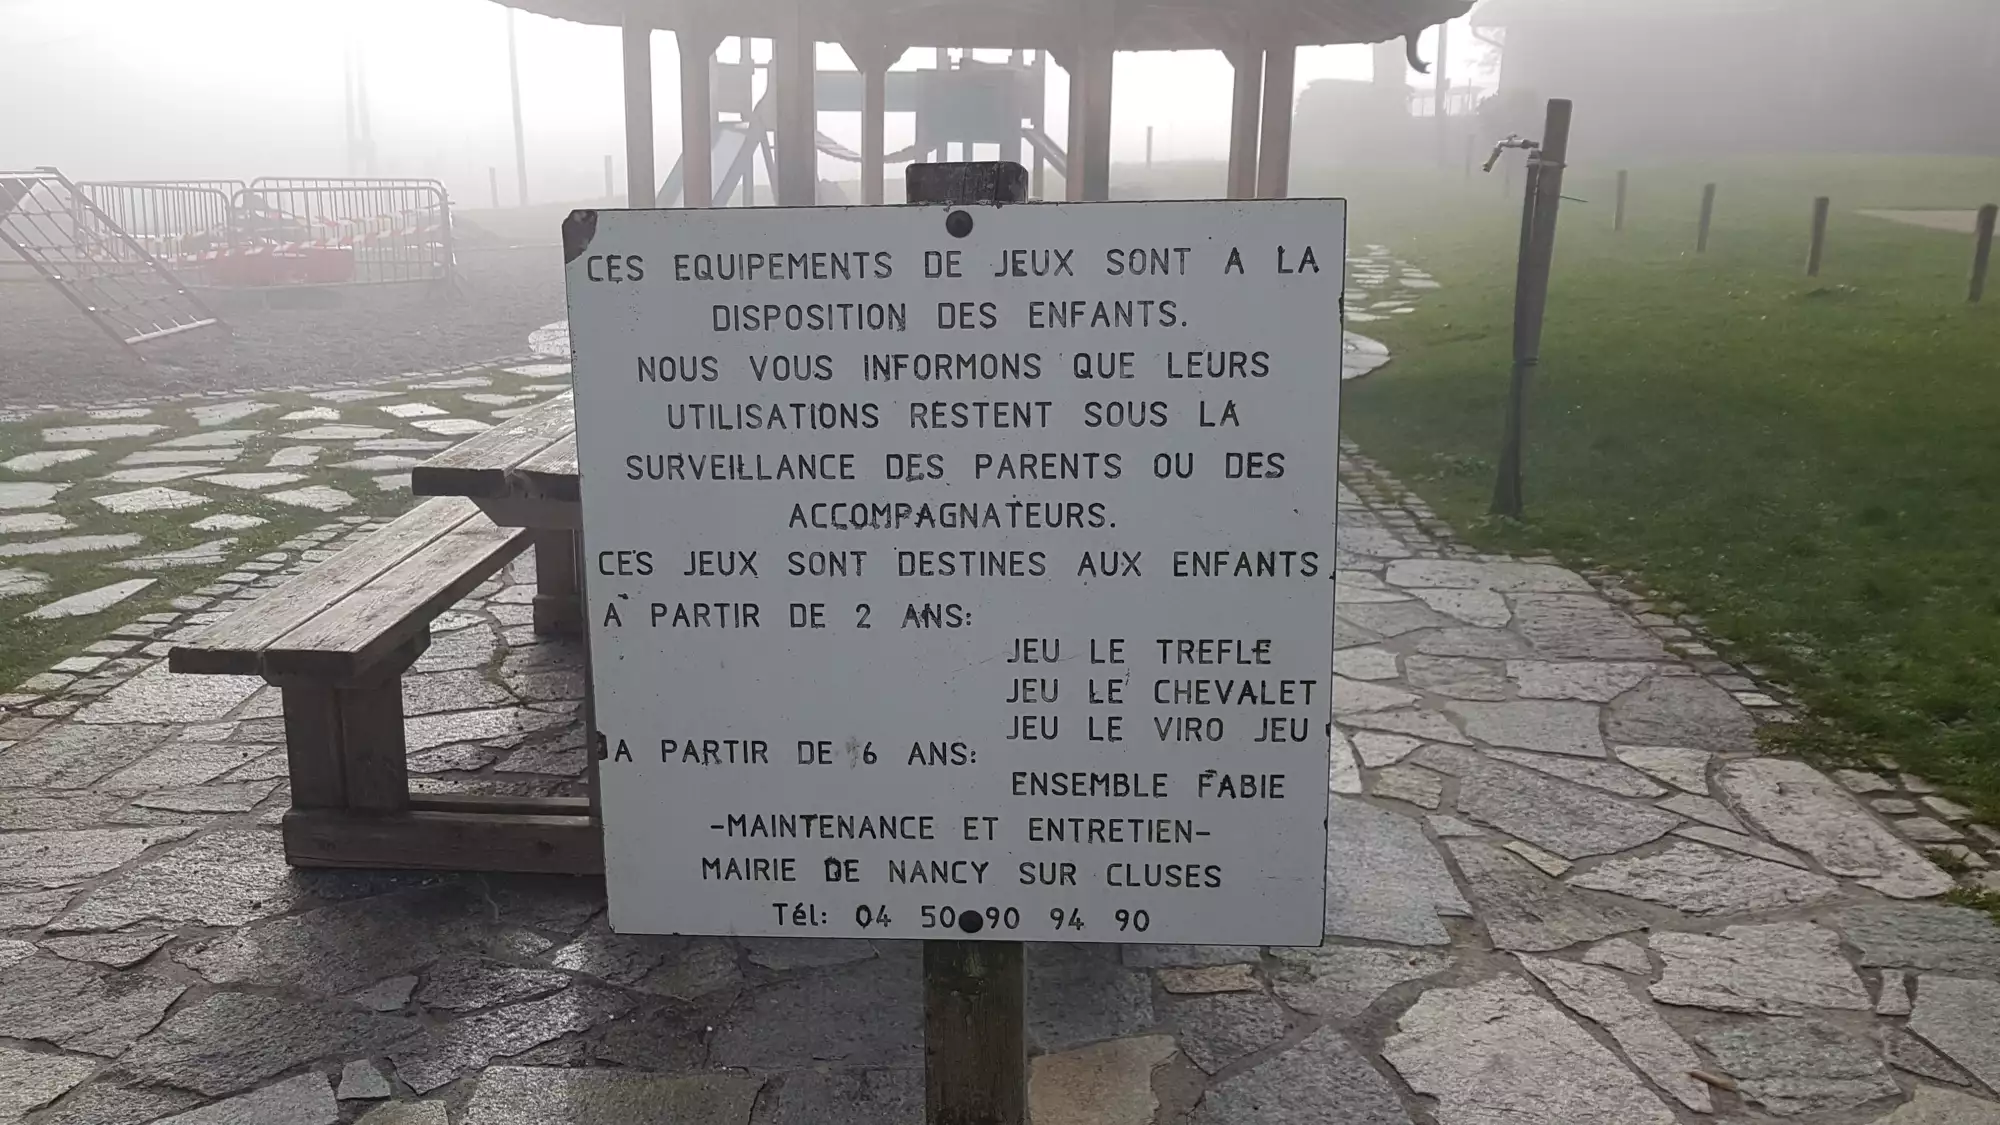 CES EQUIPEMENTS DE JEUX SONT A LA
DISPOSITION DES ENFANTS.
NOUS VOUS INFORMONS QUE LEURS
UTILISATIONS RESTENT SOUS LA
SURVEILLANCE DES PARENTS OU DES
ACCOMPAGNATEURS.
CES JEUX SONT DESTINES AUX ENFANTS
A PARTIR DE 2 ANS:
JEU LE TREFLE
JEU LE CHEVALET
JEU LE VIRO JEU
A PARTIR DE 6 ANS:
ENSEMBLE FABIE
-MAINTENANCE ET ENTRETIEN-
MAIRIE DE NANCY SUR CLUSES
Tél: 04 50 90 94 90